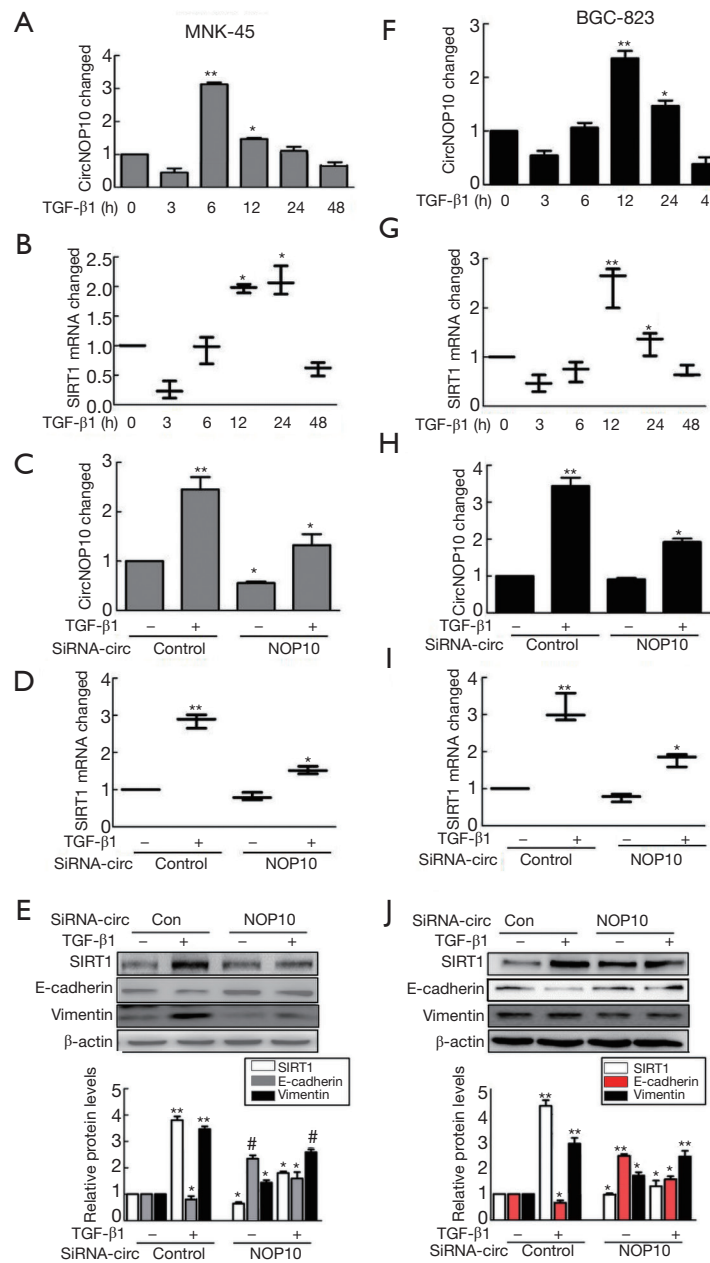 A
MNK-45
CircNOP10 changed
4
3
2
1
0
** *
TGF-β1 (h) 0 3 6 12 24 48
B
SIRT1 mRNA changed
2.5
2.0
1.0
0.5
0.0
* *
TGF-β1 (h) 0 3 6 12 24 48
C
CircNOP10 changed
3
2
1
0
** * *
TGF-β1 – + – +
SiRNA-circ Control NOP10
D
SIRT1 mRNA changed
4
3
2
1
0
** *
TGF-β1 – + – +
SiRNA-circ Control NOP10
E
SiRNA-circ Con NOP10
TGF-β1 – + – +
SIRT1
E-cadherin
Vimentin
β-actin
SIRT1
E-cadherin
Vimentin
Relative protein levels
5
4
2
1
0
** * ** * # * * * #
TGF-β1 – + – +
SiRNA-circ Control NOP10
F
BGC-823
CircNOP10 changed
3
2
1
0
** *
TGF-β1 (h) 0 3 6 12 24 4
G
SIRT1 mRNA changed
3
2
1
0
** *
TGF-β1 (h) 0 3 6 12 24 48
H
CircNOP10 changed
4
3
2
1
0
** *
TGF-β1 – + – +
SiRNA-circ Control NOP10
I
SIRT1 mRNA changed
4
3
2
1
0
** *
TGF-β1 – + – +
SiRNA-circ Control NOP10
J
SiRNA-circ Con NOP10
TGF-β1 – + – +
SIRT1
E-cadherin
Vimentin
β-actin
SIRT1
E-cadherin
Vimentin
Relative protein levels
5
4
2
1
0
** * ** * ** * * * **
TGF-β1 – + – +
SiRNA-circ Control NOP10